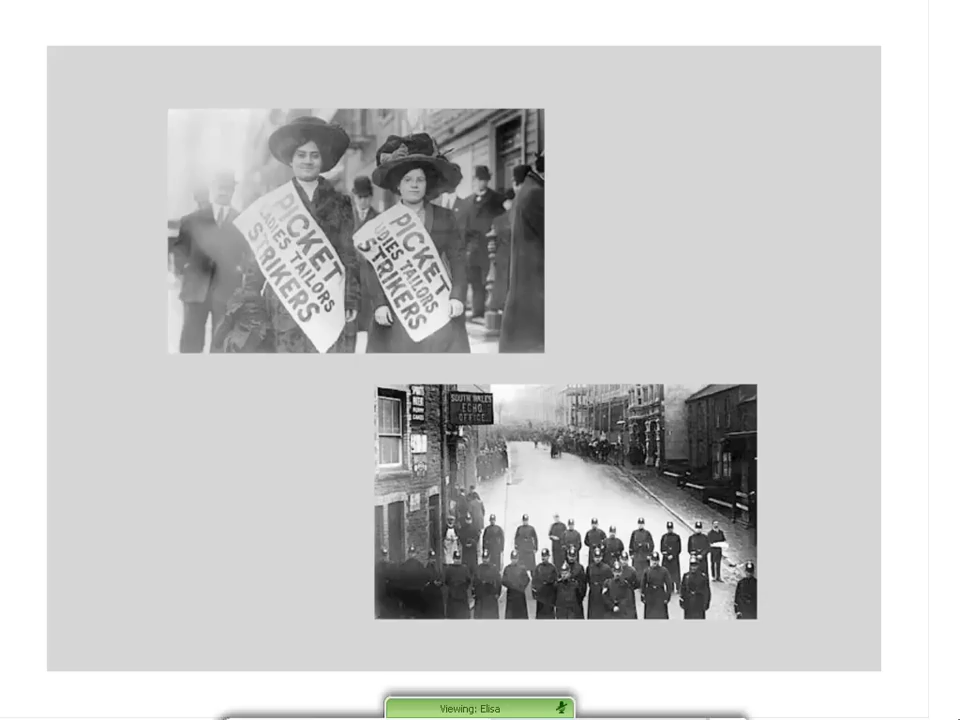 PICKET
LADIES TAILORS
STRIKERS
PICKET
LADIES TAILORS
STRIKERS
SOUTH WALES
ECHO
OFFICE
Viewing: Elisa